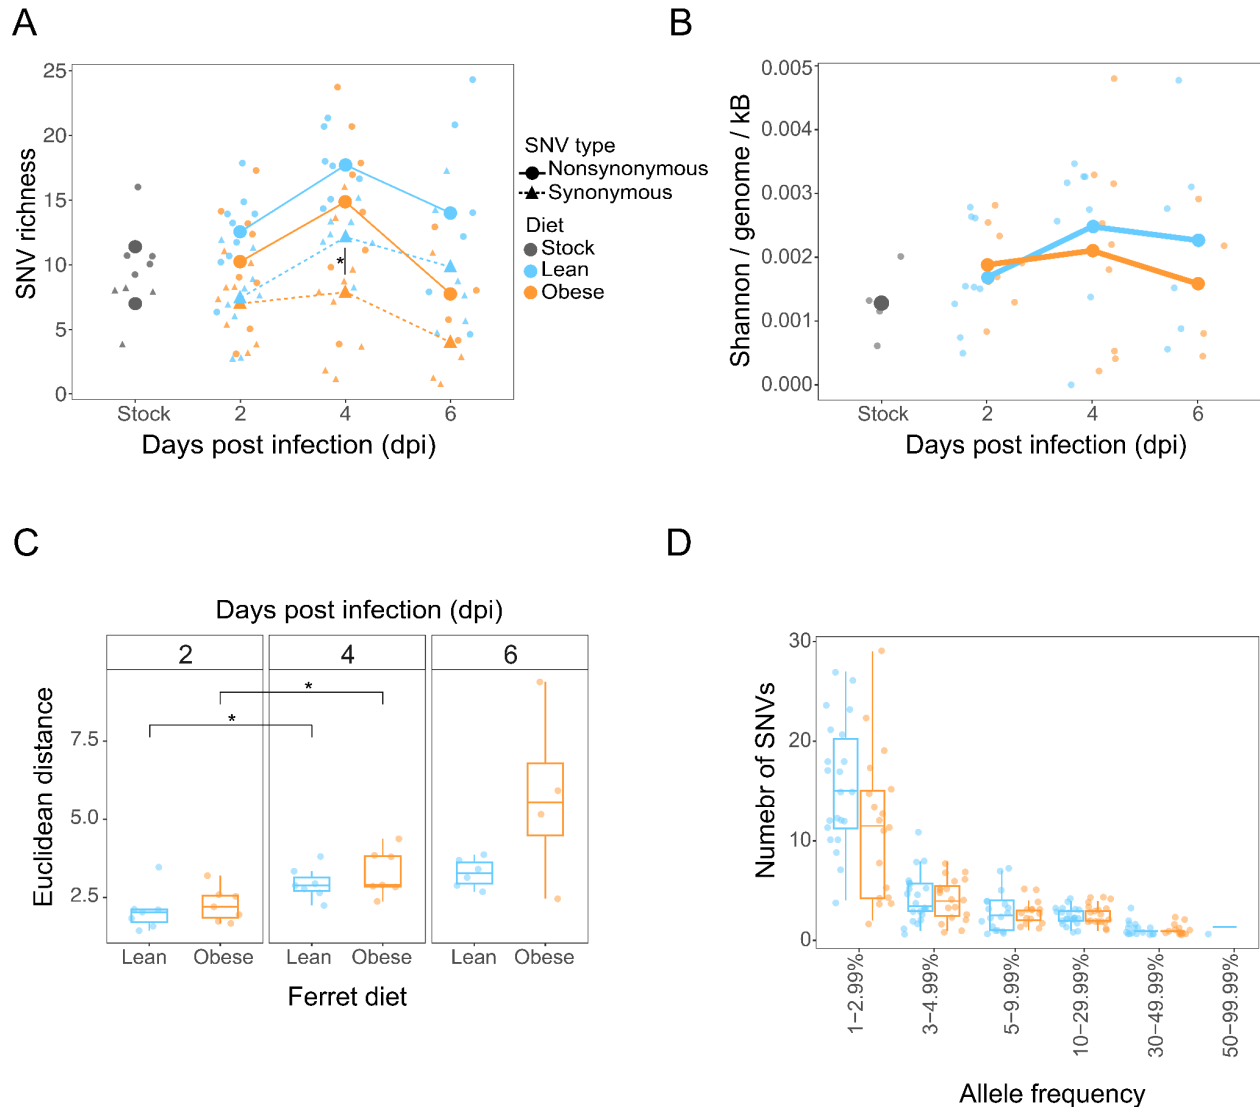 A
25
20
15
10
5
0
SNV richness
Stock
2
4
6
Days post infection (dpi)
*
SNV type
Nonsynonymous
Synonymous
Diet
Stock
Lean
Obese
B
0.005
0.004
0.003
0.002
0.001
0.000
Shannon / genome / kB
Stock
2
4
6
Days post infection (dpi)
C
Days post infection (dpi)
2
4
6
*
*
7.5
5.0
2.5
Euclidean distance
Lean
Obese
Lean
Obese
Lean
Obese
Ferret diet
D
30
20
10
0
Numebr of SNVs
1−2.99%
3−4.99%
5−9.99%
10−29.99%
30−49.99%
50−99.99%
Allele frequency